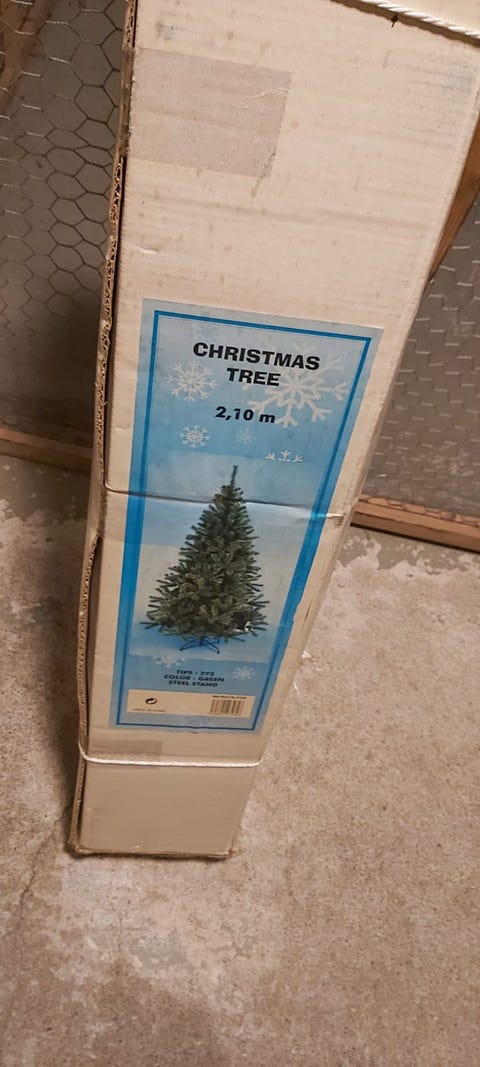 CHRISTMAS
TREE
2,10 m
TIPS : 772
COLOR : GREEN
STEEL STAND